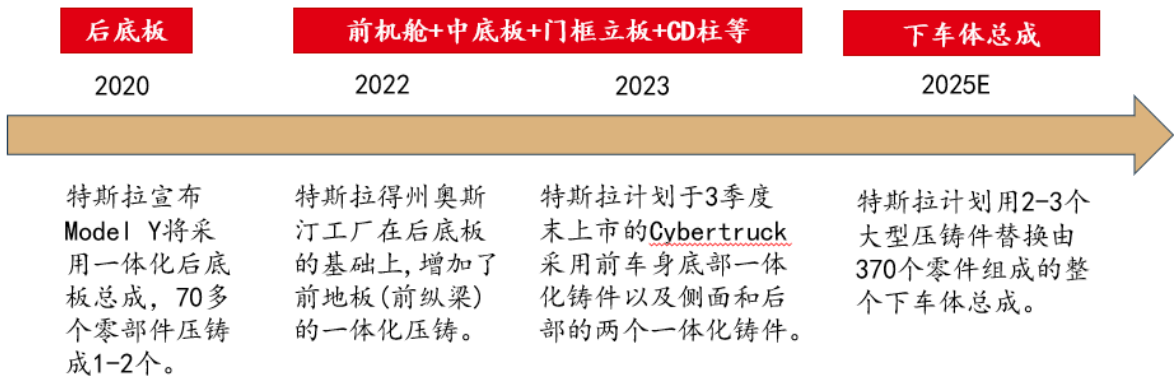 后底板
前机舱+中底板+门框立板+CD柱等
下车体总成
2020
2022
2023
2025E
特斯拉宣布
Model Y将采
用一体化后底
板总成，70多
个零部件压铸
成1-2个。
特斯拉得州奥斯
汀工厂在后底板
的基础上,增加了
前地板(前纵梁)
的一体化压铸。
特斯拉计划于3季度
末上市的Cybertruck
采用前车身底部一体
化铸件以及侧面和后
部的两个一体化铸件。
特斯拉计划用2-3个
大型压铸件替换由
370个零件组成的整
个下车体总成。